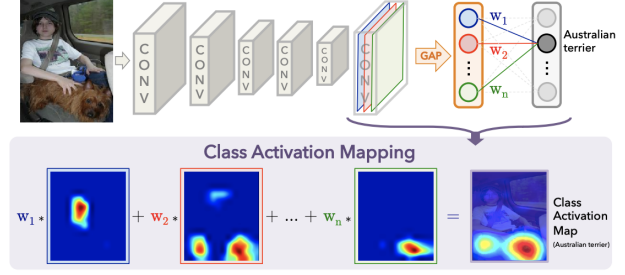 CONV
CONV
CONV
CONV
CONV
CONV
GAP
w1
w2
wn
Australian
terrier
Class Activation Mapping
w1 * + w2 * + ... + wn * =
Class
Activation
Map
(Australian terrier)